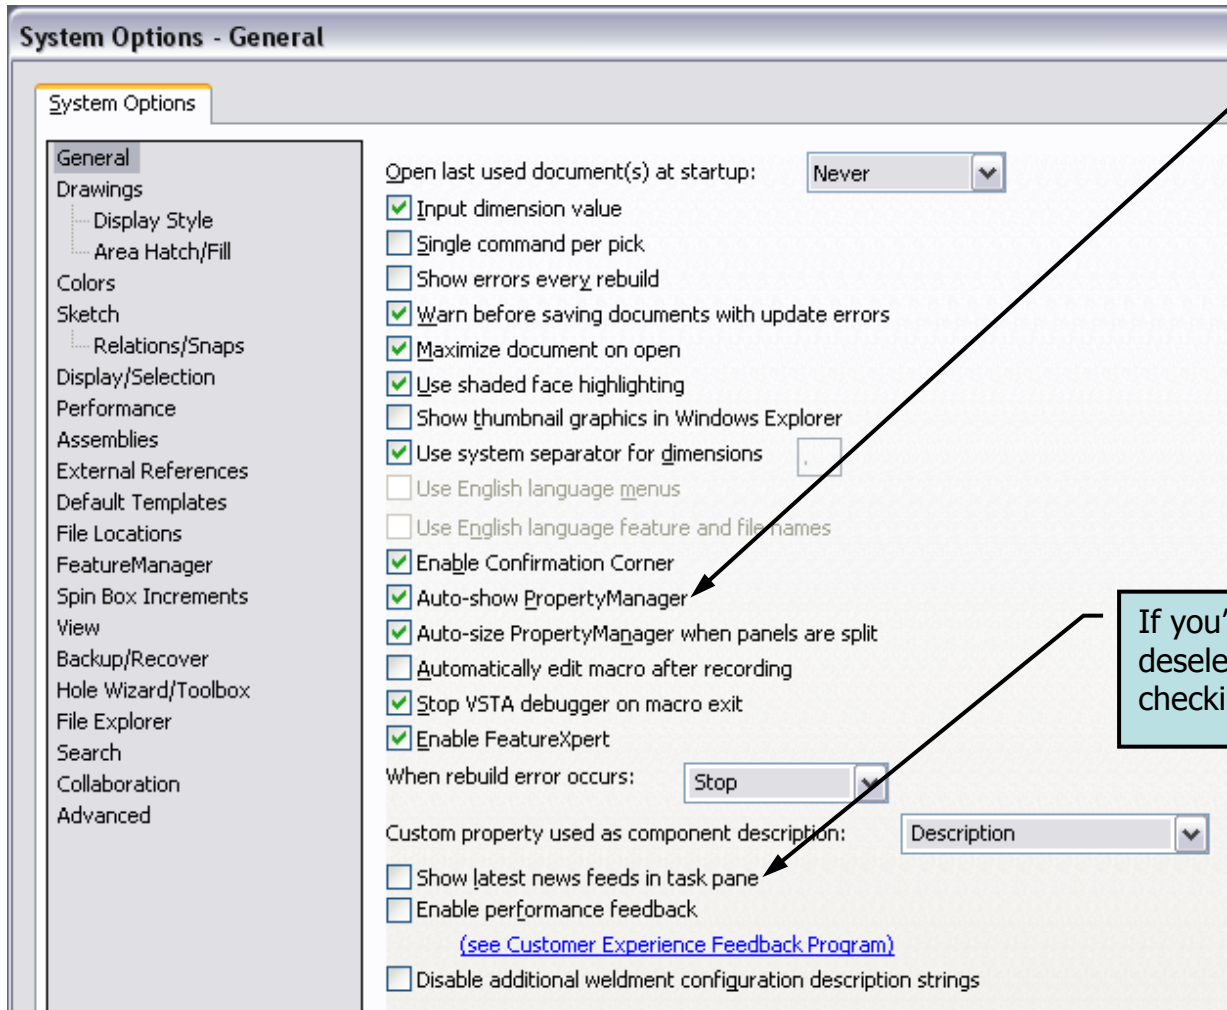 System Options - General
System Options
General
Drawings
Display Style
Area Hatch/Fill
Colors
Sketch
Relations/Snaps
Display/Selection
Performance
Assemblies
External References
Default Templates
File Locations
FeatureManager
Spin Box Increments
View
Backup/Recover
Hole Wizard/Toolbox
File Explorer
Search
Collaboration
Advanced
Open last used document(s) at startup: Never
Input dimension value
Single command per pick
Show errors every rebuild
Warn before saving documents with update errors
Maximize document on open
Use shaded face highlighting
Show thumbnail graphics in Windows Explorer
Use system separator for dimensions .
Use English language menus
Use English language feature and file names
Enable Confirmation Corner
Auto-show PropertyManager
Auto-size PropertyManager when panels are split
Automatically edit macro after recording
Stop VSTA debugger on macro exit
Enable FeatureXpert
When rebuild error occurs: Stop
Custom property used as component description: Description
Show latest news feeds in task pane
Enable performance feedback
(see Customer Experience Feedback Program)
Disable additional weldment configuration description strings
If you'
desele
checki